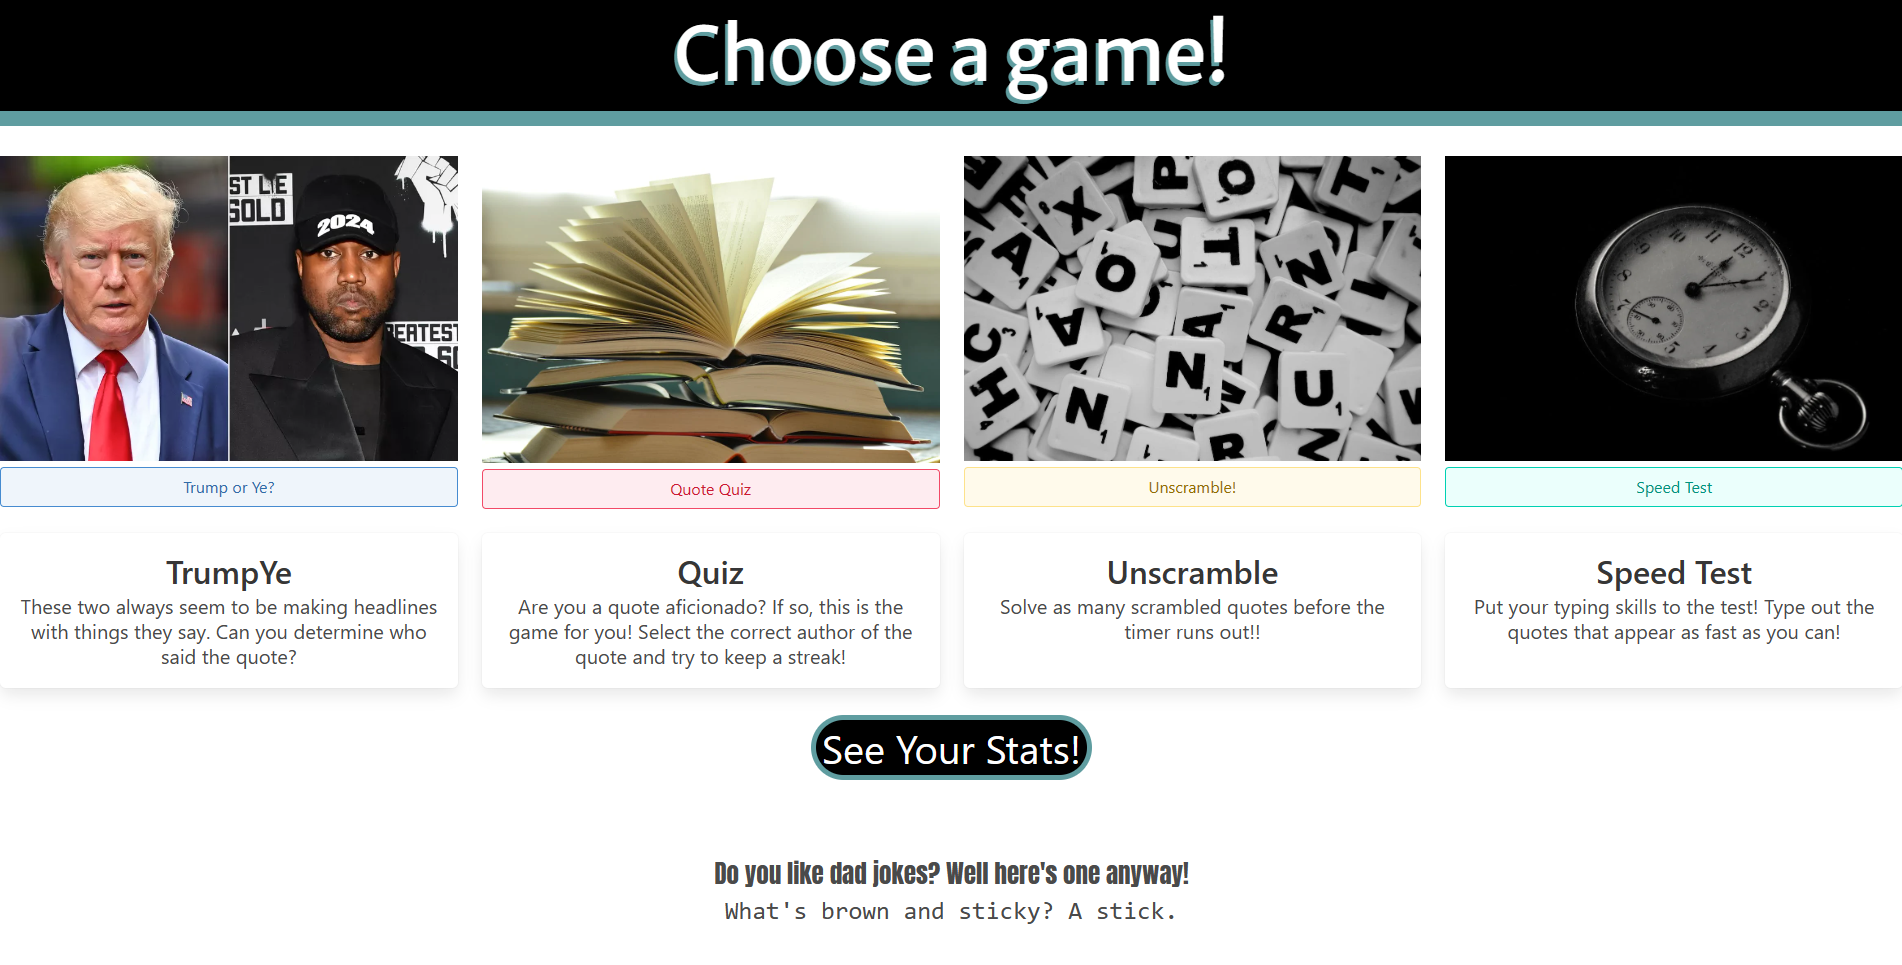 Choose a game!
ST LIE
SOLD
2024
EATEST
Trump or Ye?
Quote Quiz
Unscramble!
Speed Test
TrumpYe
These two always seem to be making headlines
with things they say. Can you determine who
said the quote?
Quiz
Are you a quote aficionado? If so, this is the
game for you! Select the correct author of the
quote and try to keep a streak!
Unscramble
Solve as many scrambled quotes before the
timer runs out!!
Speed Test
Put your typing skills to the test! Type out the
quotes that appear as fast as you can!
See Your Stats!
Do you like dad jokes? Well here's one anyway!
What's brown and sticky? A stick.